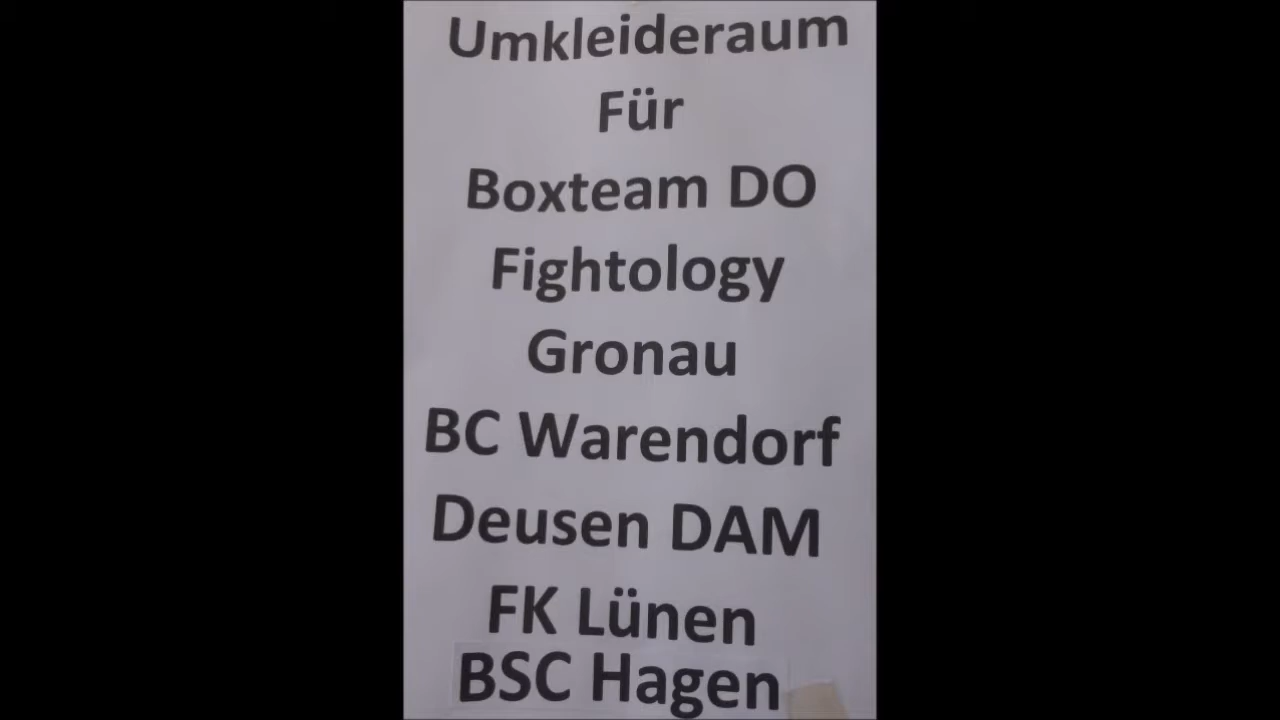 Umkleideraum
Für
Boxteam DO
Fightology
Gronau
BC Warendorf
Deusen DAM
FK Lünen
BSC Hagen